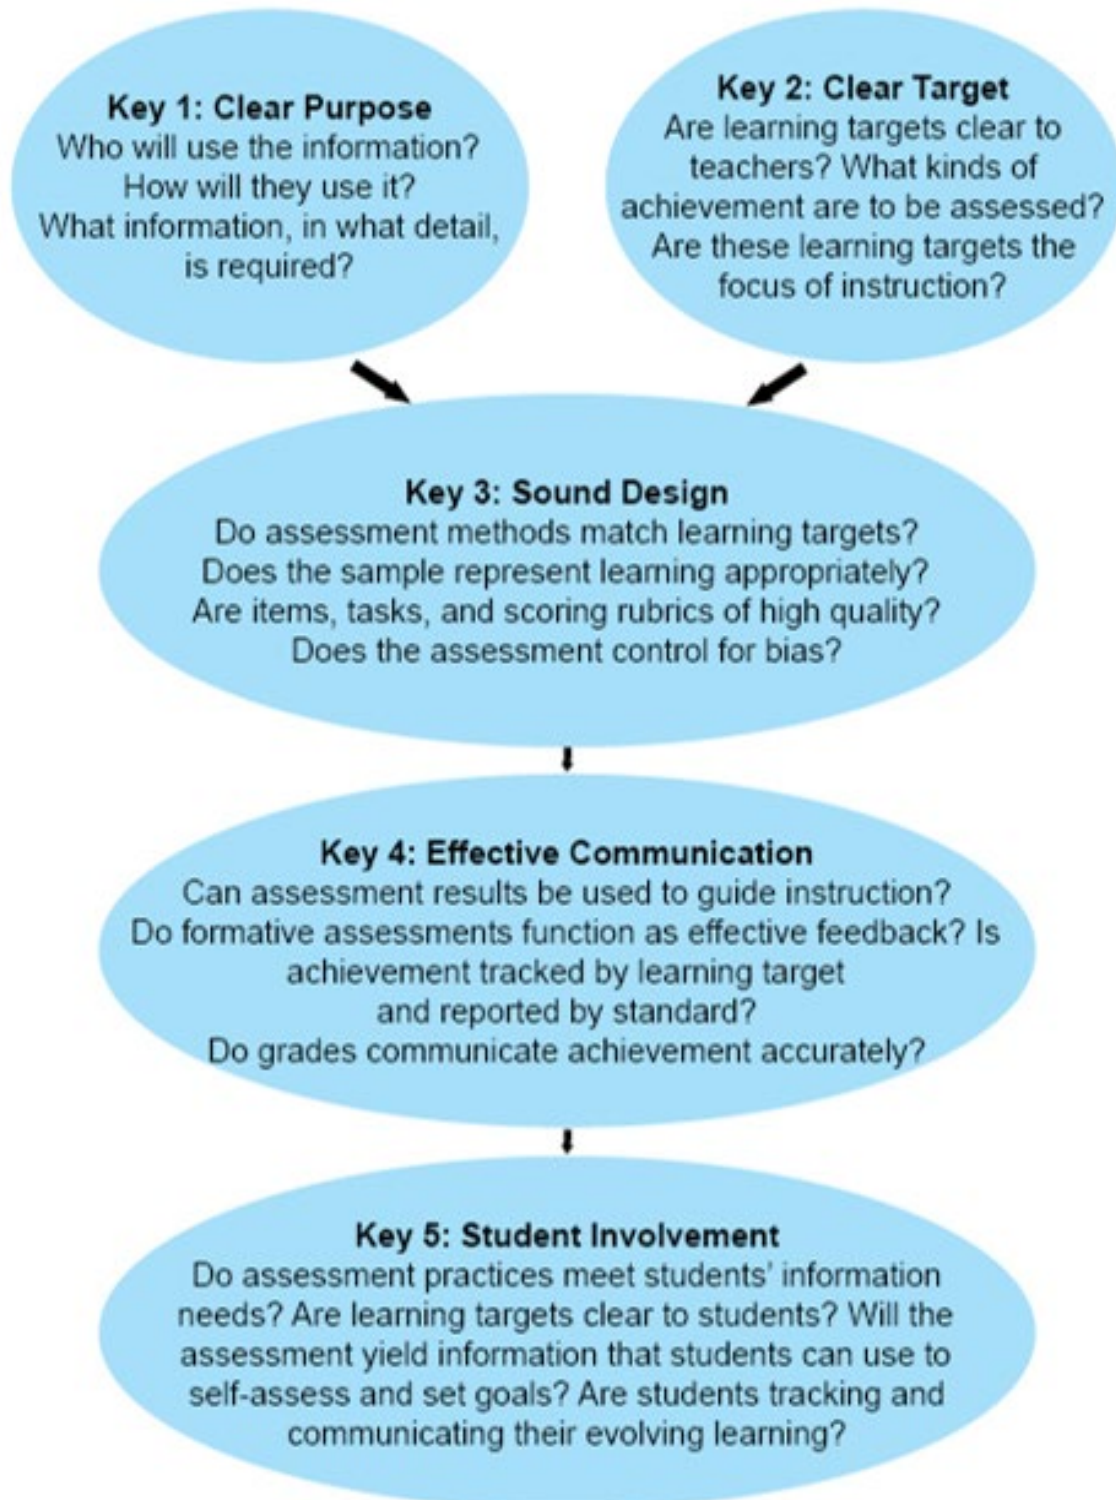 Key 1: Clear Purpose
Who will use the information?
How will they use it?
What information, in what detail,
is required?
Key 2: Clear Target
Are learning targets clear to
teachers? What kinds of
achievement are to be assessed?
Are these learning targets the
focus of instruction?
Key 3: Sound Design
Do assessment methods match learning targets?
Does the sample represent learning appropriately?
Are items, tasks, and scoring rubrics of high quality?
Does the assessment control for bias?
Key 4: Effective Communication
Can assessment results be used to guide instruction?
Do formative assessments function as effective feedback? Is
achievement tracked by learning target
and reported by standard?
Do grades communicate achievement accurately?
Key 5: Student Involvement
Do assessment practices meet students' information
needs? Are learning targets clear to students? Will the
assessment yield information that students can use to
self-assess and set goals? Are students tracking and
communicating their evolving learning?